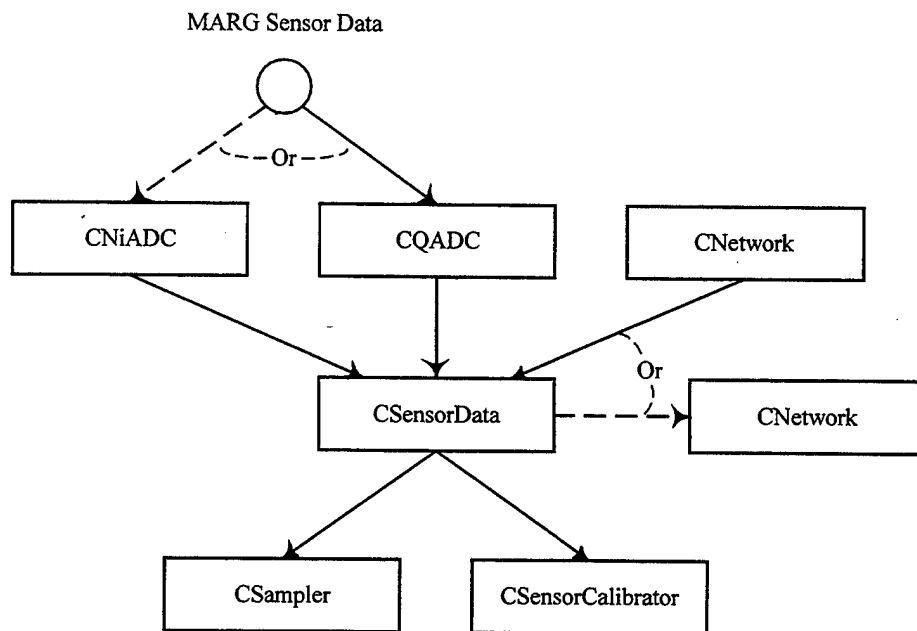 MARG Sensor Data
Or
CNiADC
CQADC
CNetwork
Or
CSensorData
CNetwork
CSampler
CSensorCalibrator